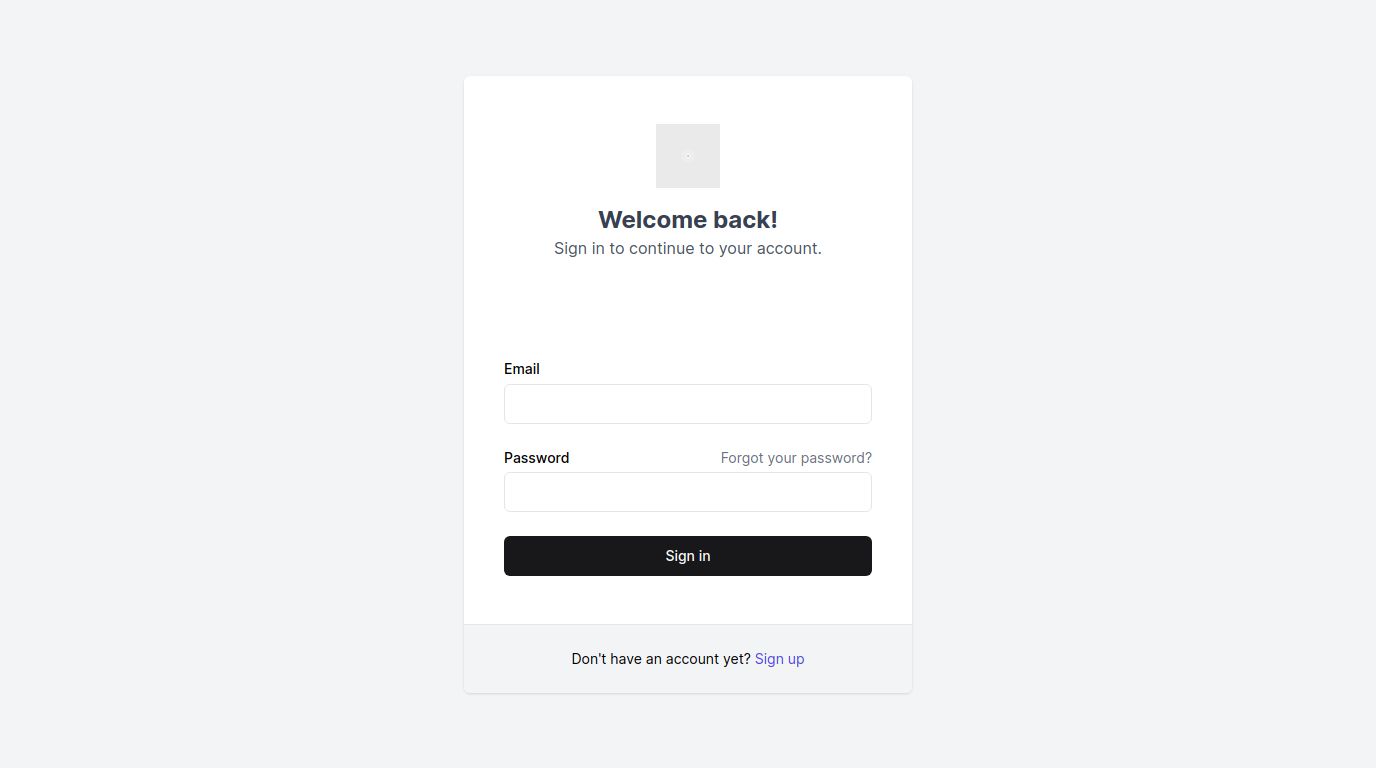 Welcome back!
Sign in to continue to your account.
Email
Password
Forgot your password?
Sign in
Don't have an account yet? Sign up